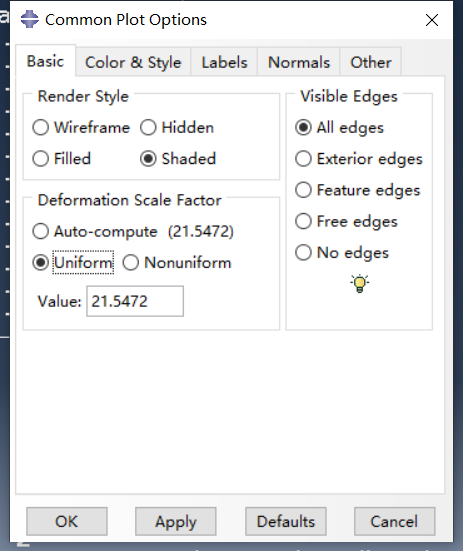 Common Plot Options
Basic Color & Style Labels Normals Other
Render Style
Wireframe Hidden
Filled Shaded
Deformation Scale Factor
Auto-compute (21.5472)
Uniform Nonuniform
Value: 21.5472
Visible Edges
All edges
Exterior edges
Feature edges
Free edges
No edges
OK Apply Defaults Cancel